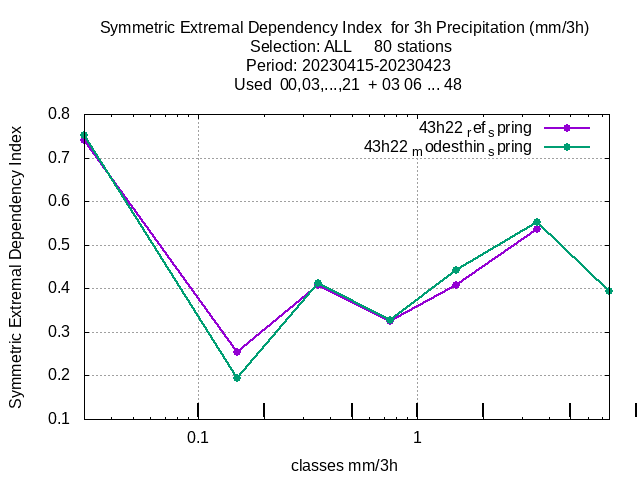 Symmetric Extremal Dependency Index  for 3h Precipitation (mm/3h)
Selection: ALL     80 stations
Period: 20230415-20230423
Used  00,03,...,21  + 03 06 ... 48
43h22 ref spring
43h22 modesthin spring
Symmetric Extremal Dependency Index
0.8
0.7
0.6
0.5
0.4
0.3
0.2
0.1
0.1 1
classes mm/3h